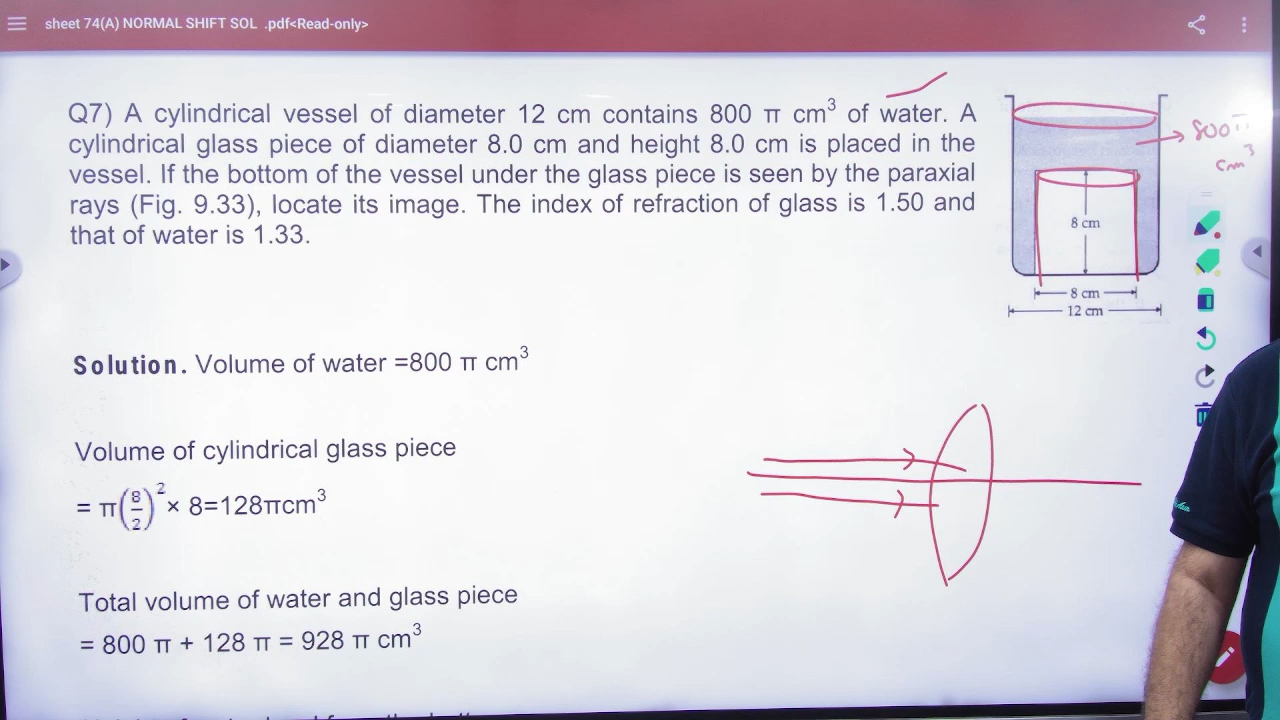 sheet 74(A) NORMAL SHIFT SOL .pdf<Read-only>
Q7) A cylindrical vessel of diameter 12 cm contains 800 π cm³ of water. A
cylindrical glass piece of diameter 8.0 cm and height 8.0 cm is placed in the
vessel. If the bottom of the vessel under the glass piece is seen by the paraxial
rays (Fig. 9.33), locate its image. The index of refraction of glass is 1.50 and
that of water is 1.33.
800 π
cm³
8 cm
8 cm
12 cm
Solution. Volume of water =800 π cm³
Volume of cylindrical glass piece
= π(8/2)² × 8=128πcm³
Total volume of water and glass piece
= 800 π + 128 π = 928 π cm³